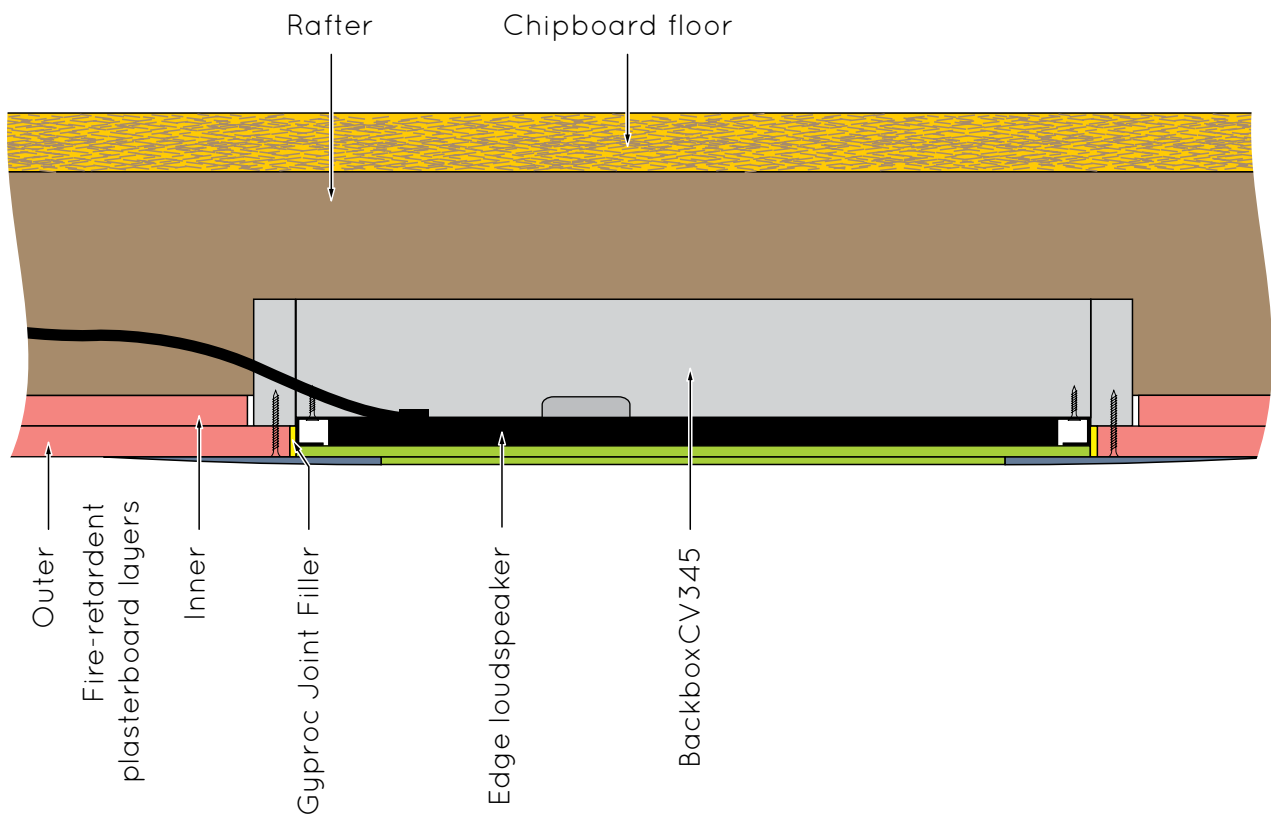 Rafter
Chipboard floor
Outer
Fire-retardent
plasterboard layers
Inner
Gyproc Joint Filler
Edge loudspeaker
BackboxCV345